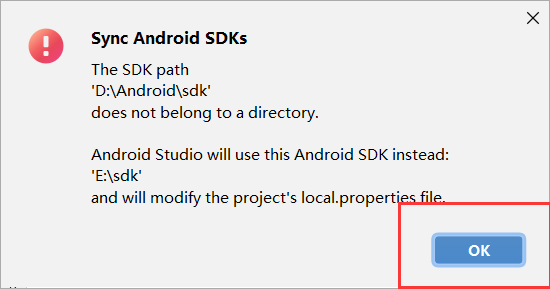 Sync Android SDKs
The SDK path
'D:\Android\sdk'
does not belong to a directory.
Android Studio will use this Android SDK instead:
'E:\sdk'
and will modify the project's local.properties file.
OK